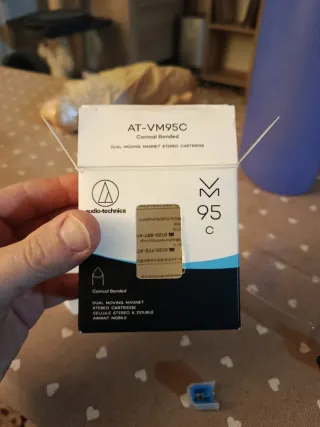 AT-VM95C
Conical Bonded
DUAL MOVING MAGNET STEREO CARTRIDGE
audio-technica
VM
95
C
Conical Bonded
DUAL MOVING MAGNET
STEREO CARTRIDGE
CELLULE STÉRÉO À DOUBLE
AIMANT MOBILE